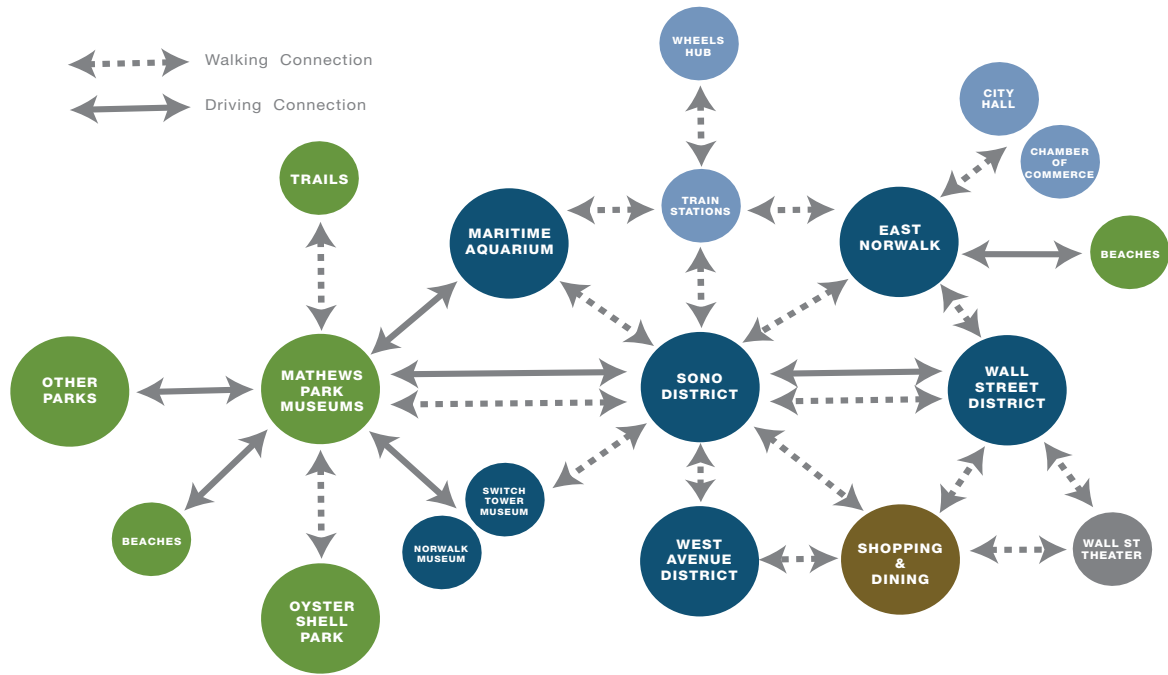 Walking Connection
Driving Connection
WHEELS
HUB
CITY
HALL
CHAMBER
OF
COMMERCE
TRAILS
TRAIN
STATIONS
MARITIME
AQUARIUM
EAST
NORWALK
BEACHES
OTHER
PARKS
MATHEWS
PARK
MUSEUMS
SONO
DISTRICT
WALL
STREET
DISTRICT
SWITCH
TOWER
MUSEUM
BEACHES
NORWALK
MUSEUM
WEST
AVENUE
DISTRICT
SHOPPING
&
DINING
WALL ST
THEATER
OYSTER
SHELL
PARK